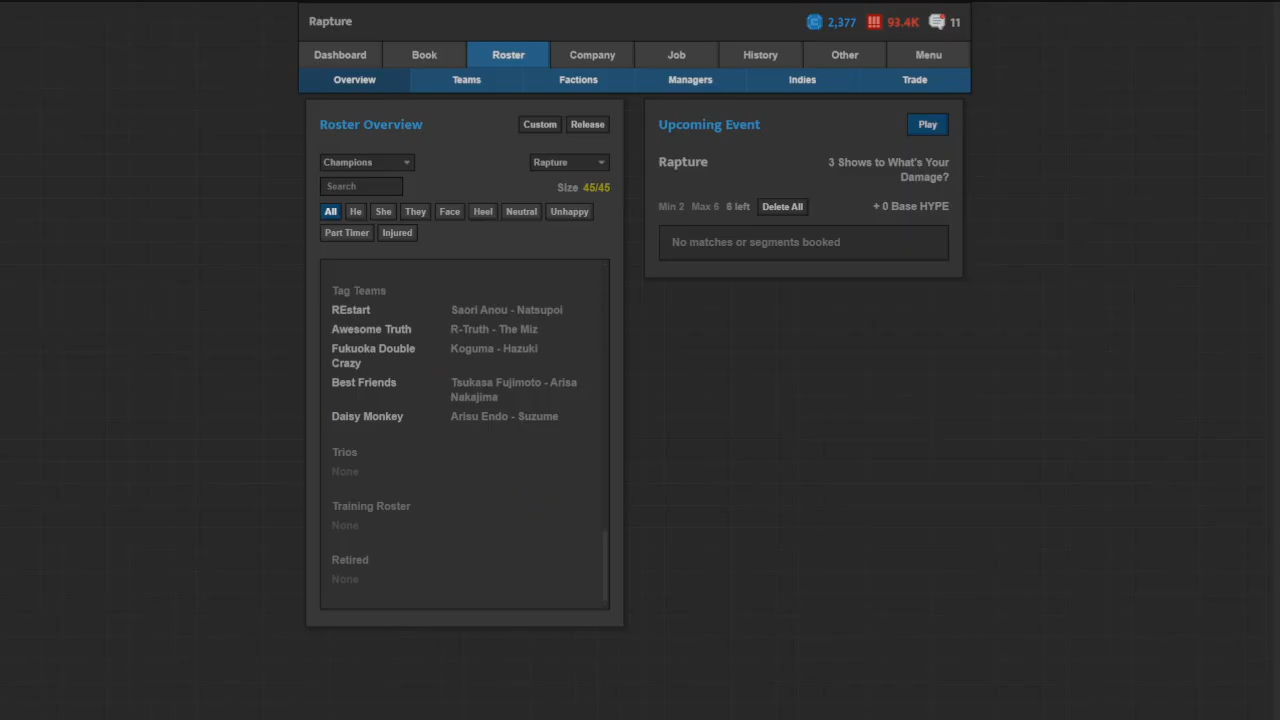 Rapture
2,377 93.4K 11
Dashboard Book Roster Company Job History Other Menu
Overview Teams Factions Managers Indies Trade
Roster Overview Custom Release
Champions Rapture
Search Size 45/45
All He She They Face Heel Neutral Unhappy
Part Timer Injured
Tag Teams
REstart Saori Anou - Natsupoi
Awesome Truth R-Truth - The Miz
Fukuoka Double Koguma - Hazuki
Crazy
Best Friends Tsukasa Fujimoto - Arisa
Nakajima
Daisy Monkey Arisu Endo - Suzume
Trios
None
Training Roster
None
Retired
None
Upcoming Event Play
Rapture 3 Shows to What's Your
Damage?
Min 2 Max 6 6 left Delete All + 0 Base HYPE
No matches or segments booked